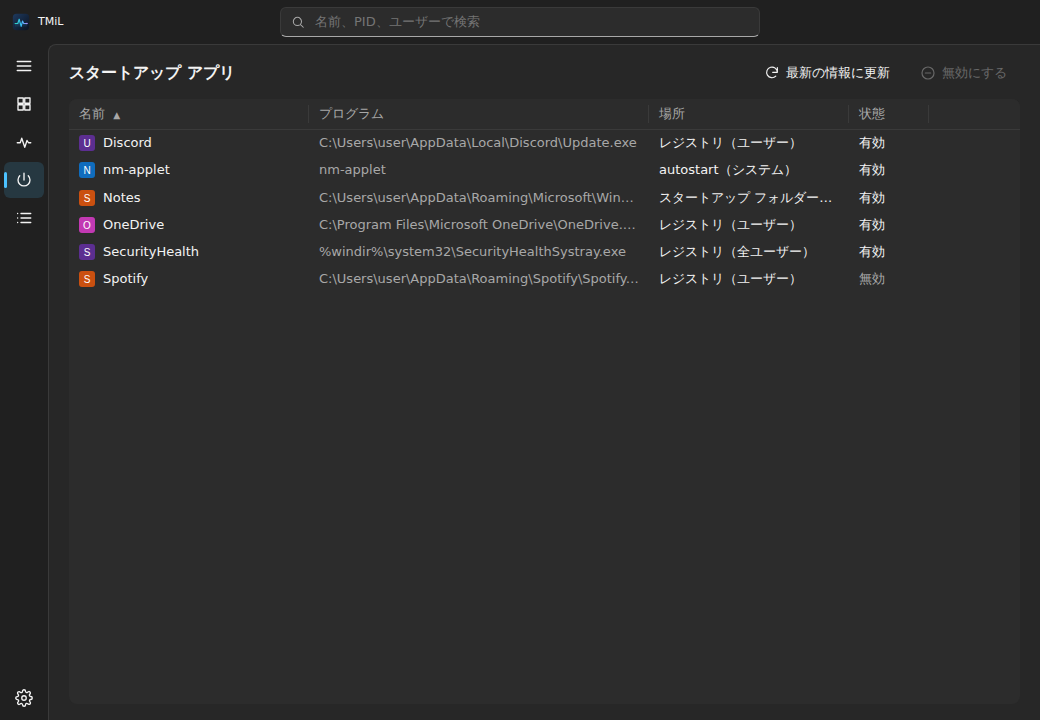 TMiL
名前、PID、ユーザーで検索
スタートアップ アプリ
最新の情報に更新
無効にする
名前 ▲ プログラム 場所 状態
U Discord C:\Users\user\AppData\Local\Discord\Update.exe レジストリ（ユーザー） 有効
N nm-applet nm-applet autostart（システム） 有効
S Notes C:\Users\user\AppData\Roaming\Microsoft\Win… スタートアップ フォルダー… 有効
O OneDrive C:\Program Files\Microsoft OneDrive\OneDrive.… レジストリ（ユーザー） 有効
S SecurityHealth %windir%\system32\SecurityHealthSystray.exe レジストリ（全ユーザー） 有効
S Spotify C:\Users\user\AppData\Roaming\Spotify\Spotify.… レジストリ（ユーザー） 無効